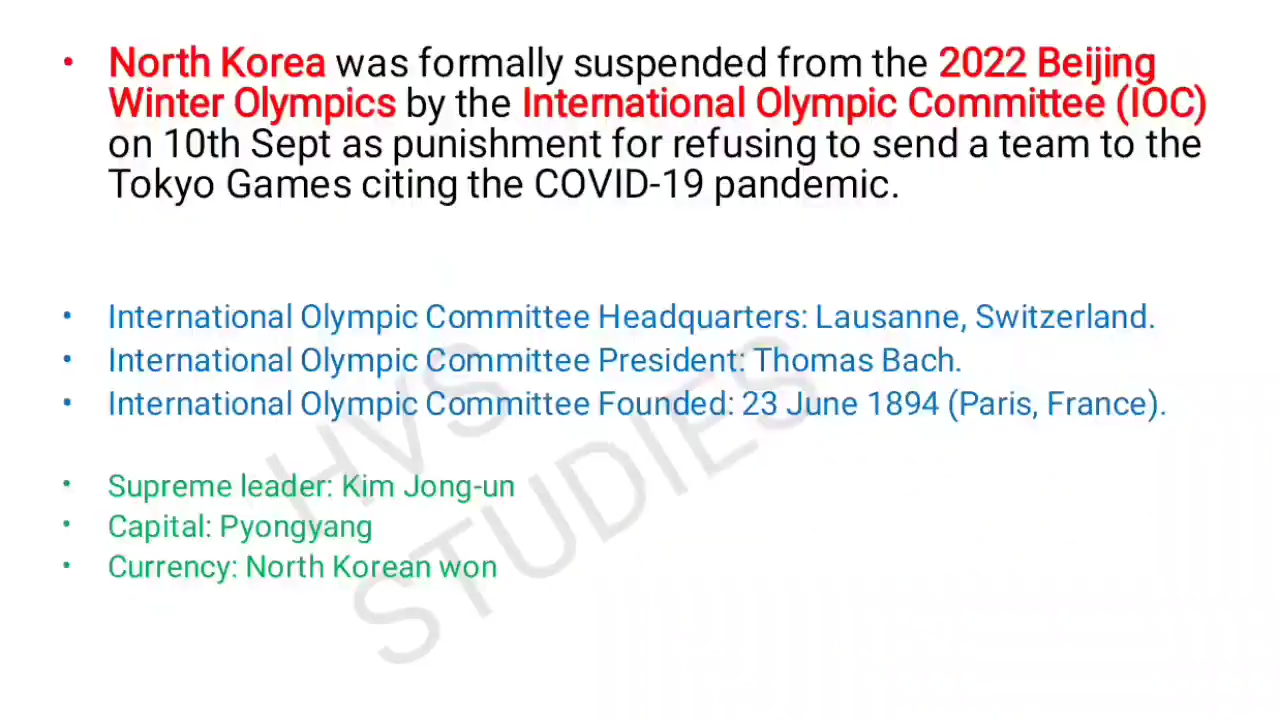 • North Korea was formally suspended from the 2022 Beijing
Winter Olympics by the International Olympic Committee (IOC)
on 10th Sept as punishment for refusing to send a team to the
Tokyo Games citing the COVID-19 pandemic.
• International Olympic Committee Headquarters: Lausanne, Switzerland.
• International Olympic Committee President: Thomas Bach.
• International Olympic Committee Founded: 23 June 1894 (Paris, France).
• Supreme leader: Kim Jong-un
• Capital: Pyongyang
• Currency: North Korean won
HVS
STUDIES